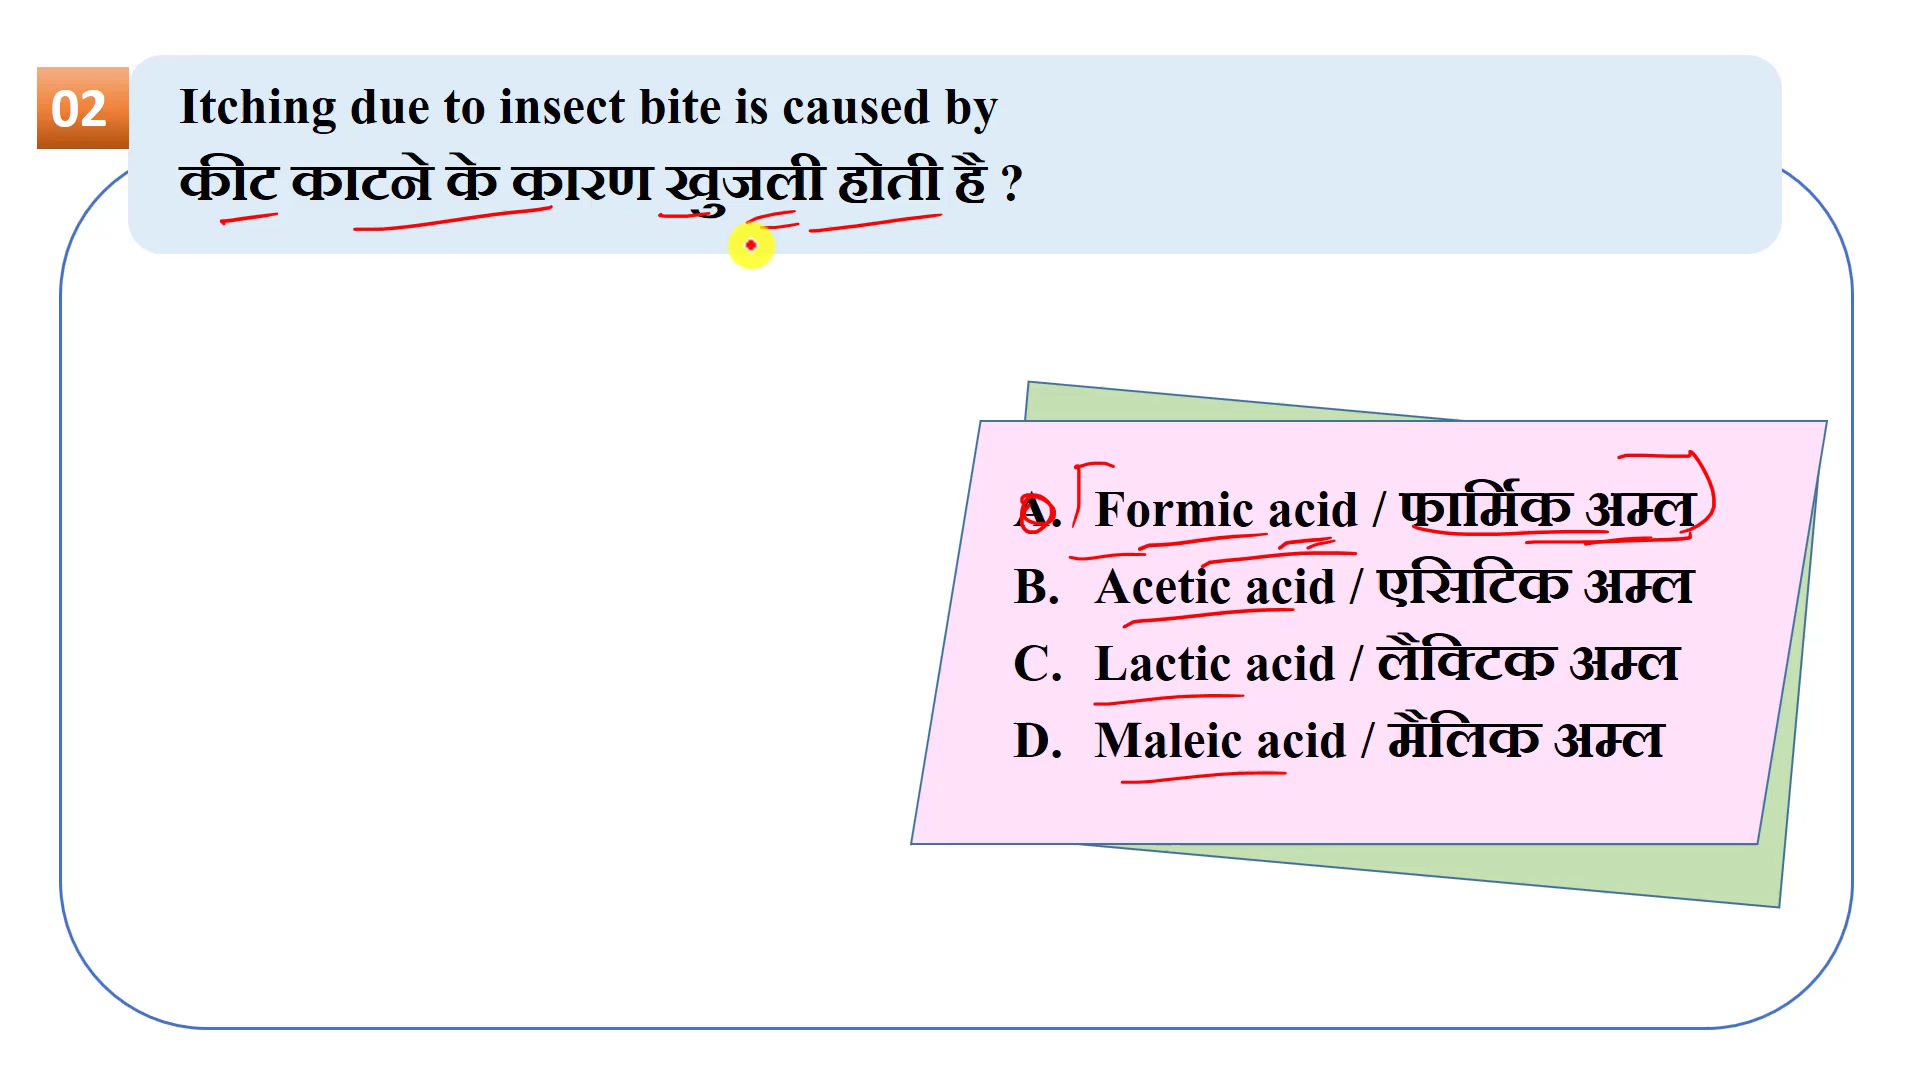 02
Itching due to insect bite is caused by
कीट काटने के कारण खुजली होती है ?
A. Formic acid / फार्मिक अम्ल
B. Acetic acid / एसिटिक अम्ल
C. Lactic acid / लैक्टिक अम्ल
D. Maleic acid / मैलिक अम्ल